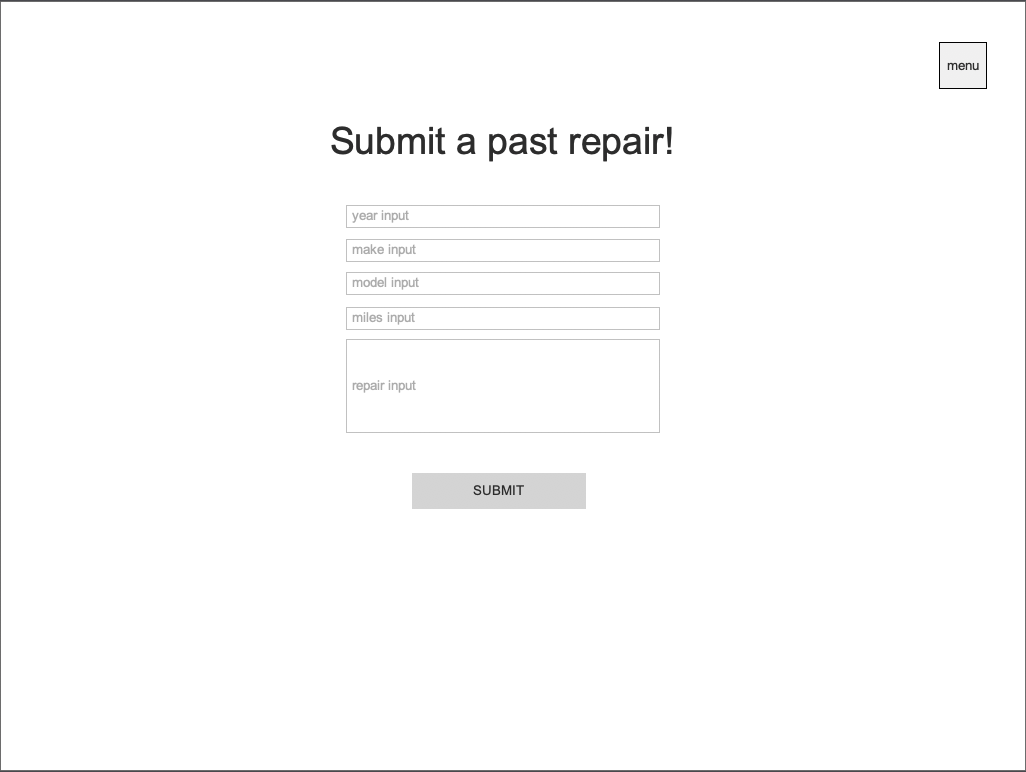 menu
Submit a past repair!
year input
make input
model input
miles input
repair input
SUBMIT